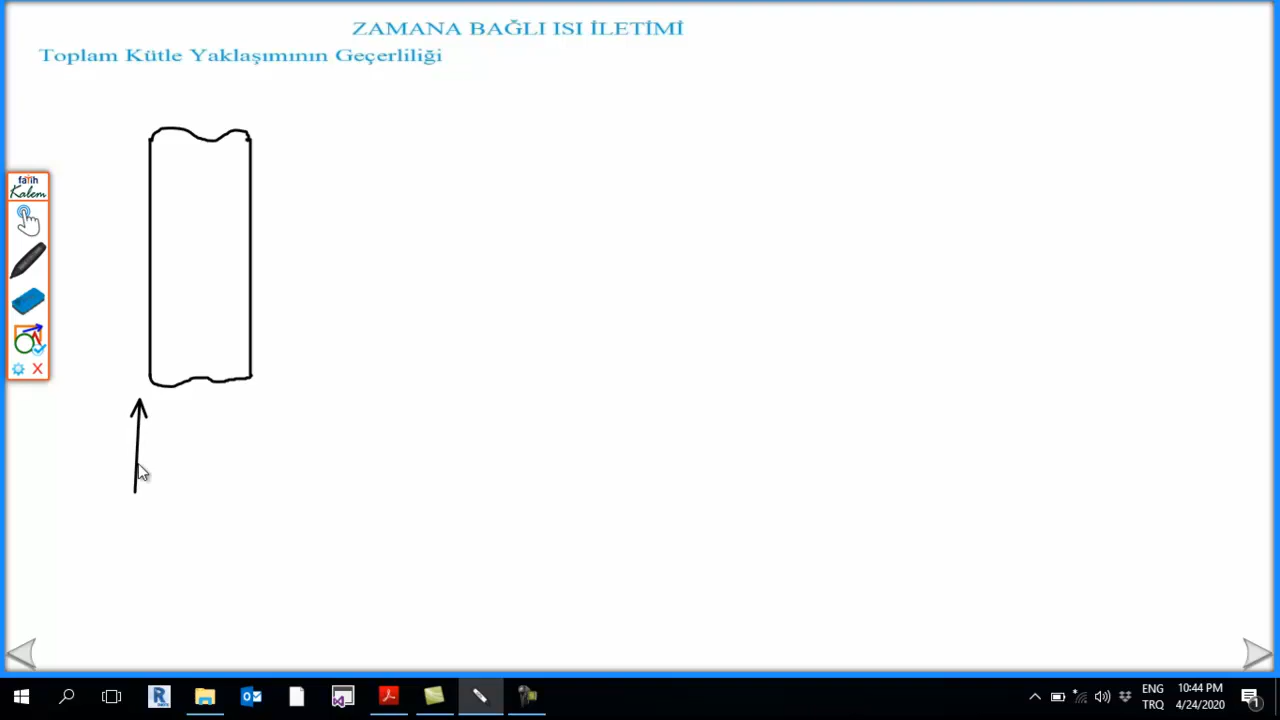 ZAMANA BAĞLI ISI İLETİMİ
Toplam Kütle Yaklaşımının Geçerliliği
fatih
Kalem
ENG
10:44 PM
TRQ
4/24/2020